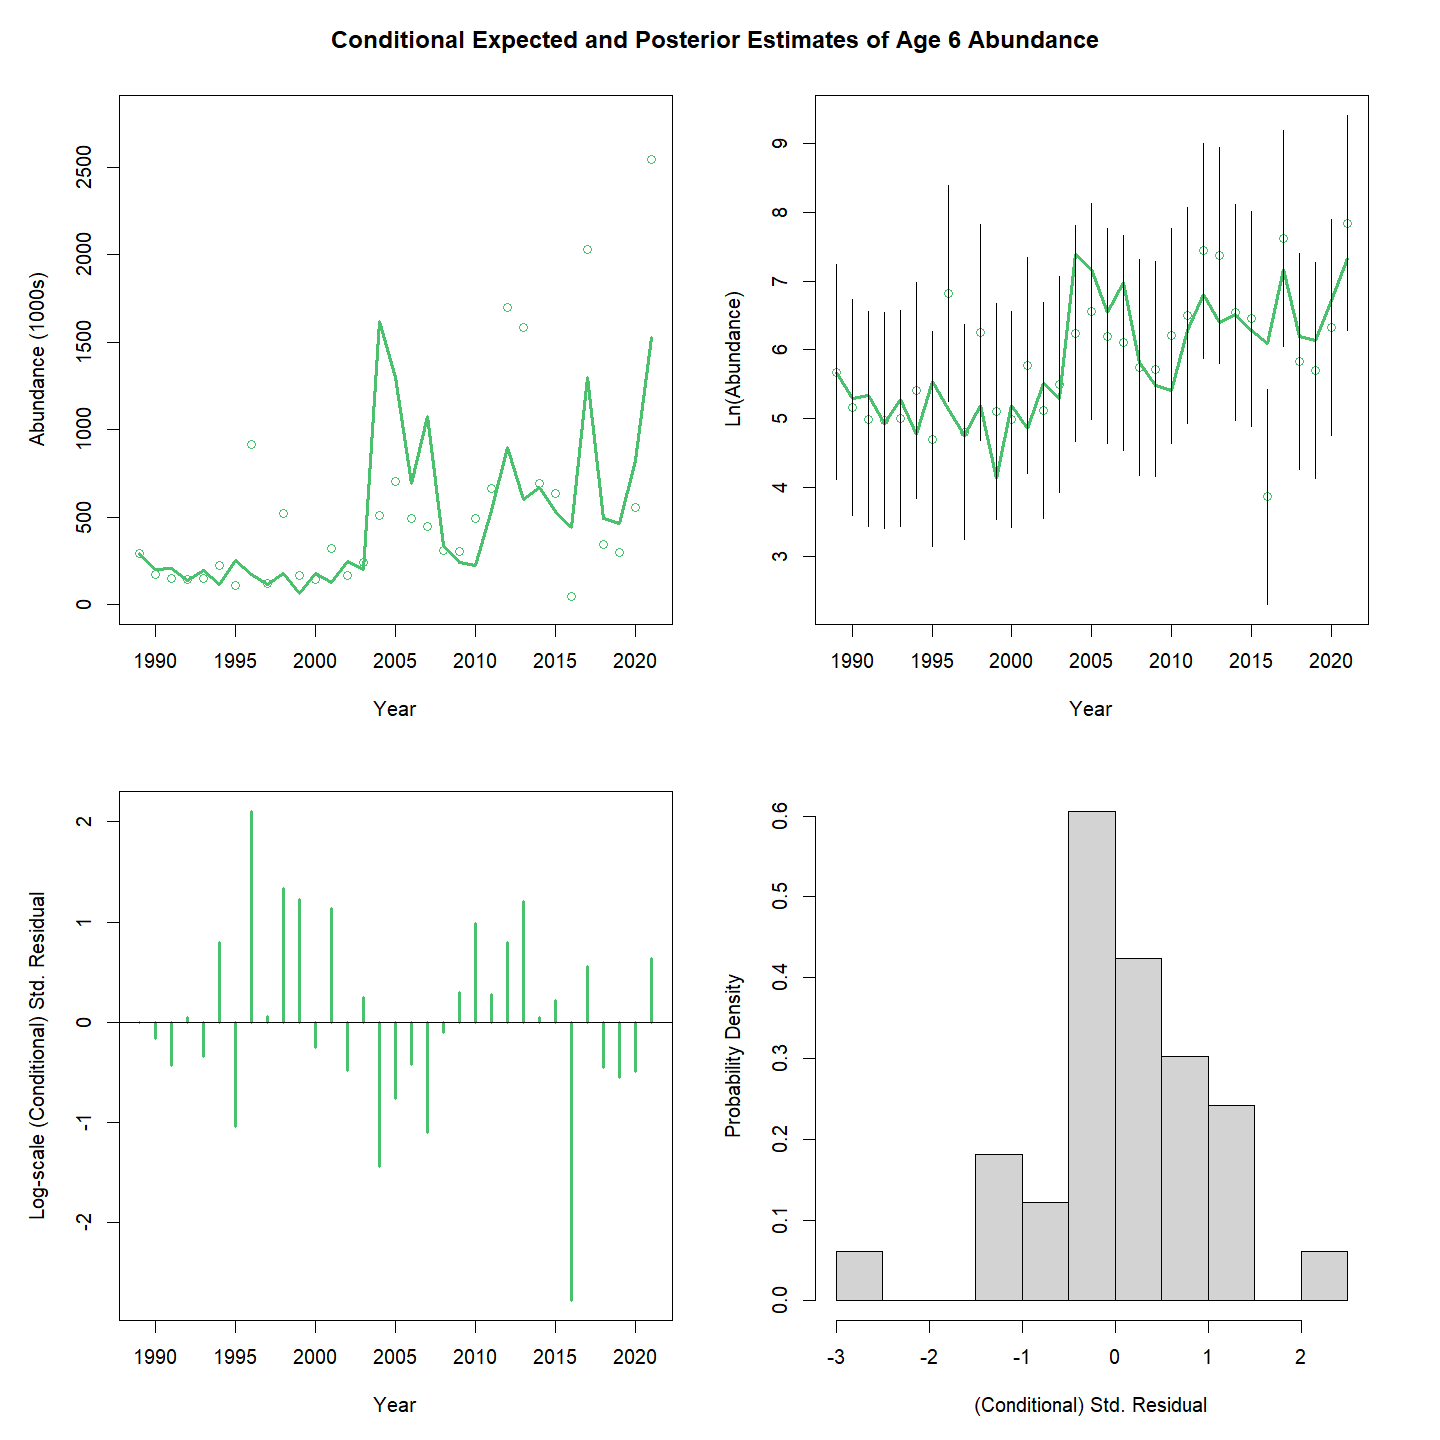 Conditional Expected and Posterior Estimates of Age 6 Abundance
Abundance (1000s)
2500
2000
1500
1000
500
0
1990 1995 2000 2005 2010 2015 2020
Year
Ln(Abundance)
9
8
7
6
5
4
3
1990 1995 2000 2005 2010 2015 2020
Year
Log-scale (Conditional) Std. Residual
2
1
0
-1
-2
1990 1995 2000 2005 2010 2015 2020
Year
Probability Density
0.6
0.5
0.4
0.3
0.2
0.1
0.0
-3 -2 -1 0 1 2
(Conditional) Std. Residual